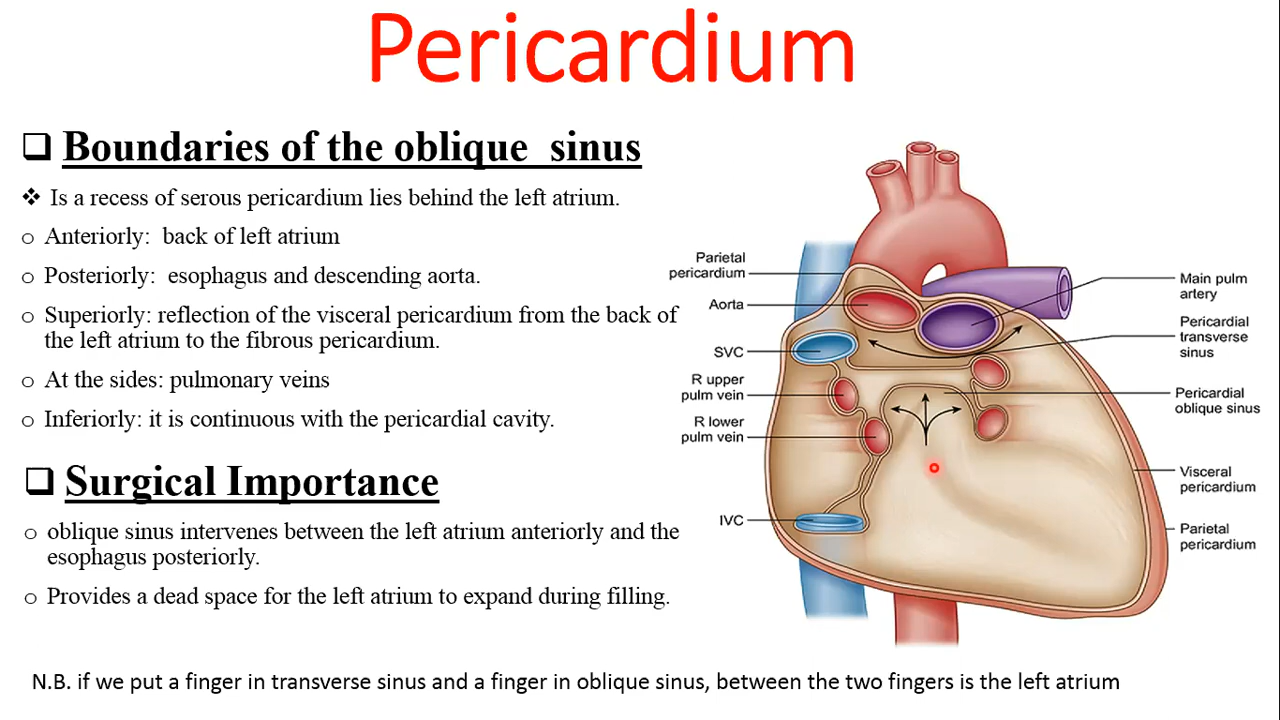 Pericardium
Boundaries of the oblique sinus
Is a recess of serous pericardium lies behind the left atrium.
Anteriorly: back of left atrium
Posteriorly: esophagus and descending aorta.
Superiorly: reflection of the visceral pericardium from the back of
the left atrium to the fibrous pericardium.
At the sides: pulmonary veins
Inferiorly: it is continuous with the pericardial cavity.
Surgical Importance
oblique sinus intervenes between the left atrium anteriorly and the
esophagus posteriorly.
Provides a dead space for the left atrium to expand during filling.
Parietal
pericardium
Aorta
SVC
R upper
pulm vein
R lower
pulm vein
IVC
Main pulm
artery
Pericardial
transverse
sinus
Pericardial
oblique sinus
Visceral
pericardium
Parietal
pericardium
N.B. if we put a finger in transverse sinus and a finger in oblique sinus, between the two fingers is the left atrium